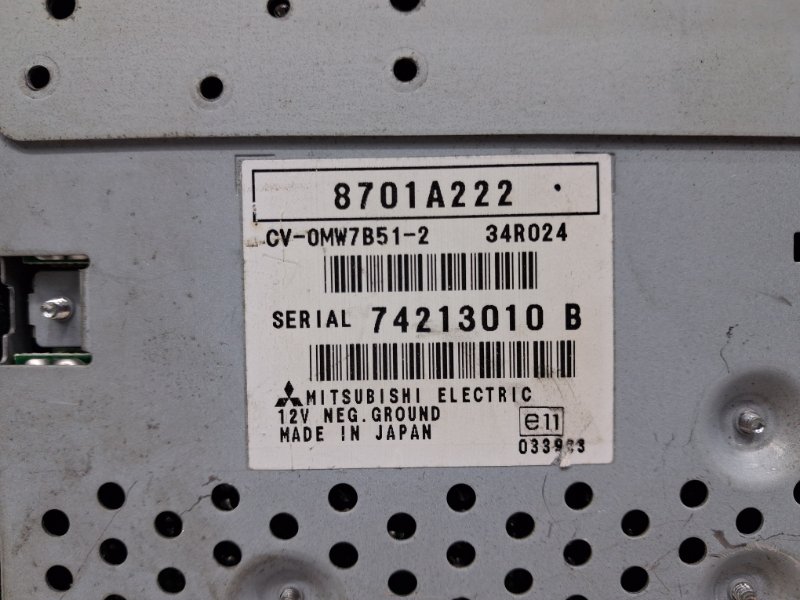 8701A222
CV-0MW7B51-2 34R024
SERIAL 74213010 B
MITSUBISHI ELECTRIC
12V NEG.GROUND
MADE IN JAPAN
e11